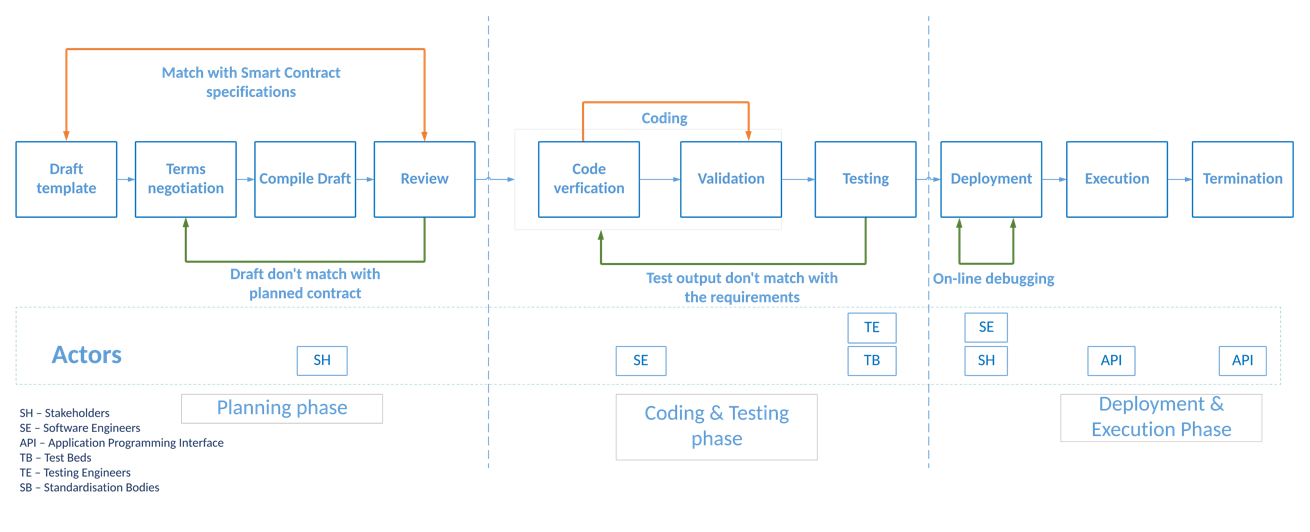 Match with Smart Contract
specifications
Coding
Draft
template
Terms
negotiation
Compile Draft
Review
Code
verfication
Validation
Testing
Deployment
Execution
Termination
Draft don't match with
planned contract
Test output don't match with
the requirements
On-line debugging
Actors
SH
SE
TE
TB
SE
SH
API
API
Planning phase
Coding & Testing
phase
Deployment &
Execution Phase
SH – Stakeholders
SE – Software Engineers
API – Application Programming Interface
TB – Test Beds
TE – Testing Engineers
SB – Standardisation Bodies